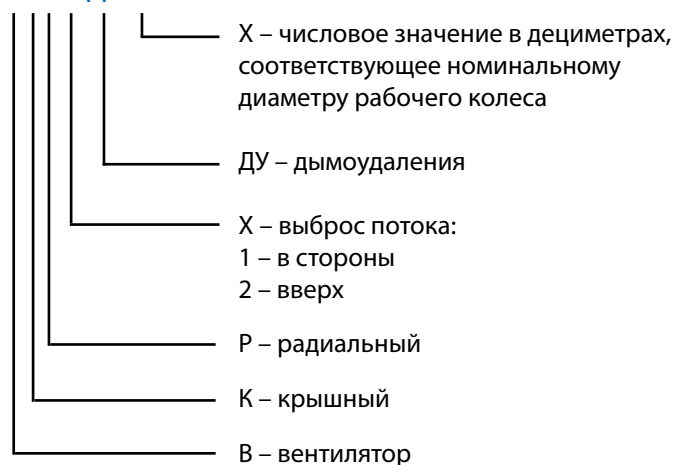 Х – числовое значение в дециметрах,
соответствующее номинальному
диаметру рабочего колеса
ДУ – дымоудаления
Х – выброс потока:
1 – в стороны
2 – вверх
Р – радиальный
К – крышный
В – вентилятор